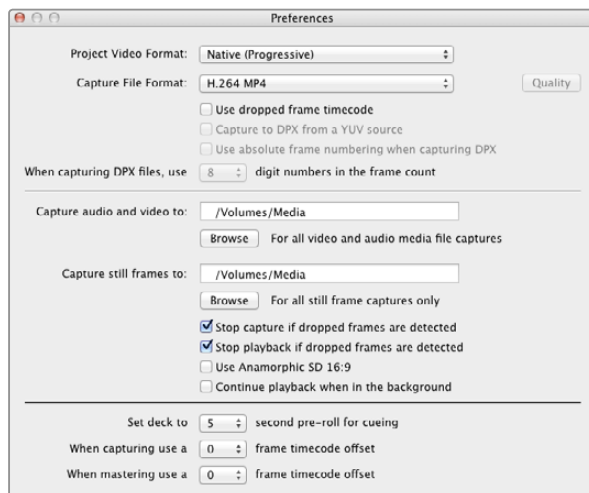 Preferences
Project Video Format: Native (Progressive)
Capture File Format: H.264 MP4 Quality
Use dropped frame timecode
Capture to DPX from a YUV source
Use absolute frame numbering when capturing DPX
When capturing DPX files, use 8 digit numbers in the frame count
Capture audio and video to: /Volumes/Media
Browse For all video and audio media file captures
Capture still frames to: /Volumes/Media
Browse For all still frame captures only
Stop capture if dropped frames are detected
Stop playback if dropped frames are detected
Use Anamorphic SD 16:9
Continue playback when in the background
Set deck to 5 second pre-roll for cueing
When capturing use a 0 frame timecode offset
When mastering use a 0 frame timecode offset